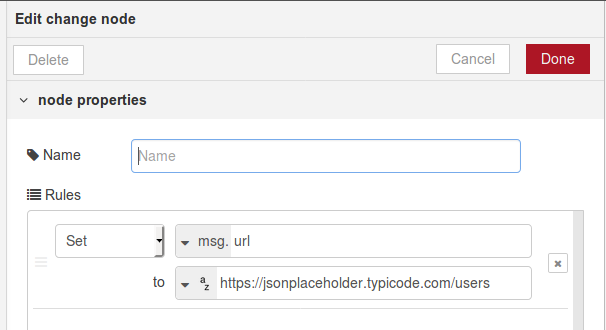 Edit change node
Delete Cancel Done
node properties
Name Name
Rules
Set msg. url
to az https://jsonplaceholder.typicode.com/users